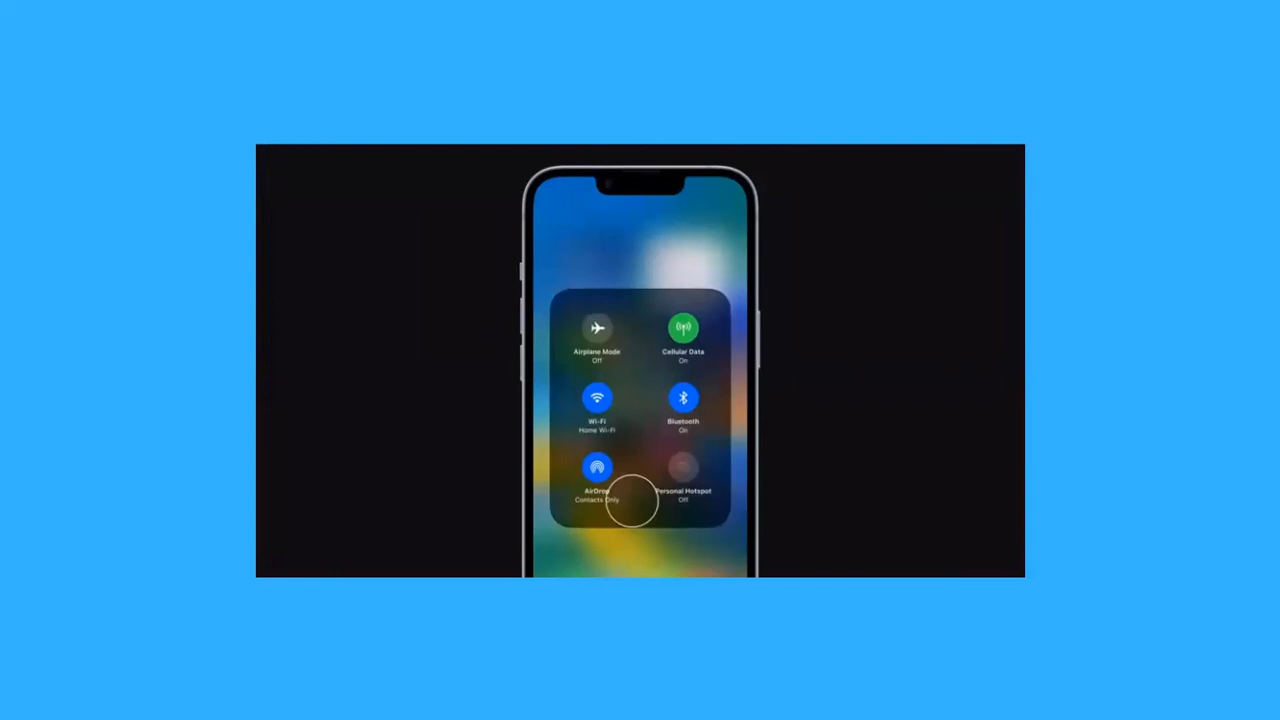 Airplane Mode
Off
Cellular Data
On
Wi-Fi
Home Wi-Fi
Bluetooth
On
AirDrop
Contacts Only
Personal Hotspot
Off